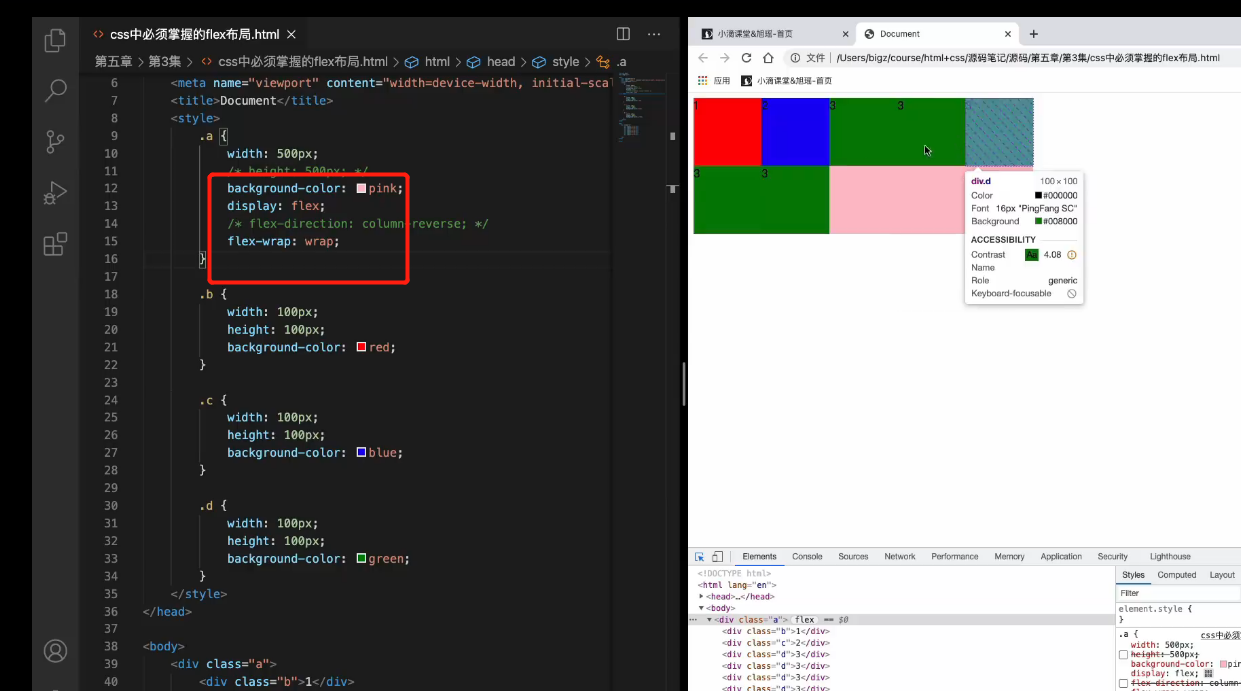 css中必须掌握的flex布局.html
第五章 > 第3集 > css中必须掌握的flex布局.html > html > head > style > .a
6 <meta name="viewport" content="width=device-width, initial-scal
7 <title>Document</title>
8 <style>
9 .a {
10 width: 500px;
11 /* height: 500px; */
12 background-color: pink;
13 display: flex;
14 /* flex-direction: column-reverse; */
15 flex-wrap: wrap;
16 }
17
18 .b {
19 width: 100px;
20 height: 100px;
21 background-color: red;
22 }
23
24 .c {
25 width: 100px;
26 height: 100px;
27 background-color: blue;
28 }
29
30 .d {
31 width: 100px;
32 height: 100px;
33 background-color: green;
34 }
35 </style>
36 </head>
37
38 <body>
39 <div class="a">
40 <div class="b">1</div>
小滴课堂&旭瑶-首页
Document
文件 | /Users/bigz/course/html+css/源码笔记/源码/第五章/第3集/css中必须掌握的flex布局.html
应用 小滴课堂&旭瑶-首页
1 2 3 3 3
3 3
div.d 100 × 100
Color #000000
Font 16px "PingFang SC"
Background #008000
ACCESSIBILITY
Contrast Aa 4.08
Name
Role generic
Keyboard-focusable
Elements Console Sources Network Performance Memory Application Security Lighthouse
<!DOCTYPE html>
<html lang="en">
<head>…</head>
<body>
<div class="a"> flex == $0
<div class="b">1</div>
<div class="c">2</div>
<div class="d">3</div>
<div class="d">3</div>
<div class="d">3</div>
<div class="d">3</div>
Styles Computed Layout
Filter
element.style {
}
.a { css中必须
width: 500px;
height: 500px;
background-color: pin
display: flex;
flex-direction: column-